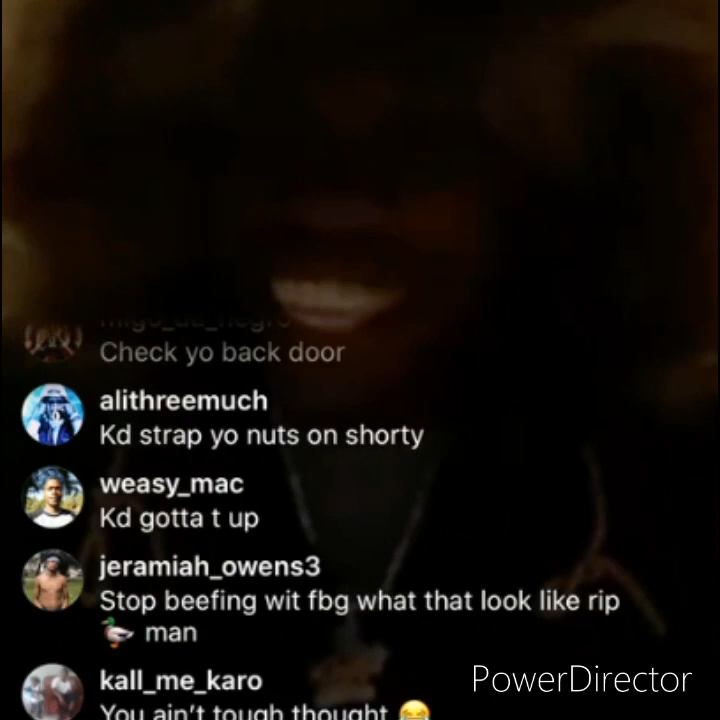 Check yo back door
alithreemuch
Kd strap yo nuts on shorty
weasy_mac
Kd gotta t up
jeramiah_owens3
Stop beefing wit fbg what that look like rip
🦆 man
kall_me_karo
You ain't tough thought 😂
PowerDirector